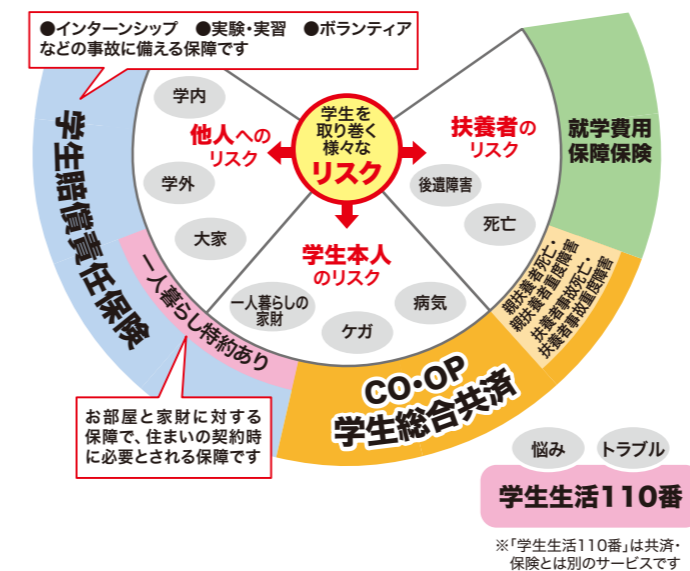 ●インターンシップ ●実験・実習 ●ボランティア
などの事故に備える保障です
学生を
取り巻く
様々な
リスク
他人への
リスク
学内
学外
大家
扶養者の
リスク
後遺障害
死亡
学生本人
のリスク
一人暮らしの
家財
ケガ
病気
学生賠償責任保険
一人暮らし特約あり
就学費用
保障保険
親扶養者死亡・
親扶養者重度障害
扶養者事故死亡・
扶養者事故重度障害
CO・OP
学生総合共済
お部屋と家財に対する
保障で、住まいの契約時
に必要とされる保障です
悩み
トラブル
学生生活110番
※「学生生活110番」は共済・
保険とは別のサービスです